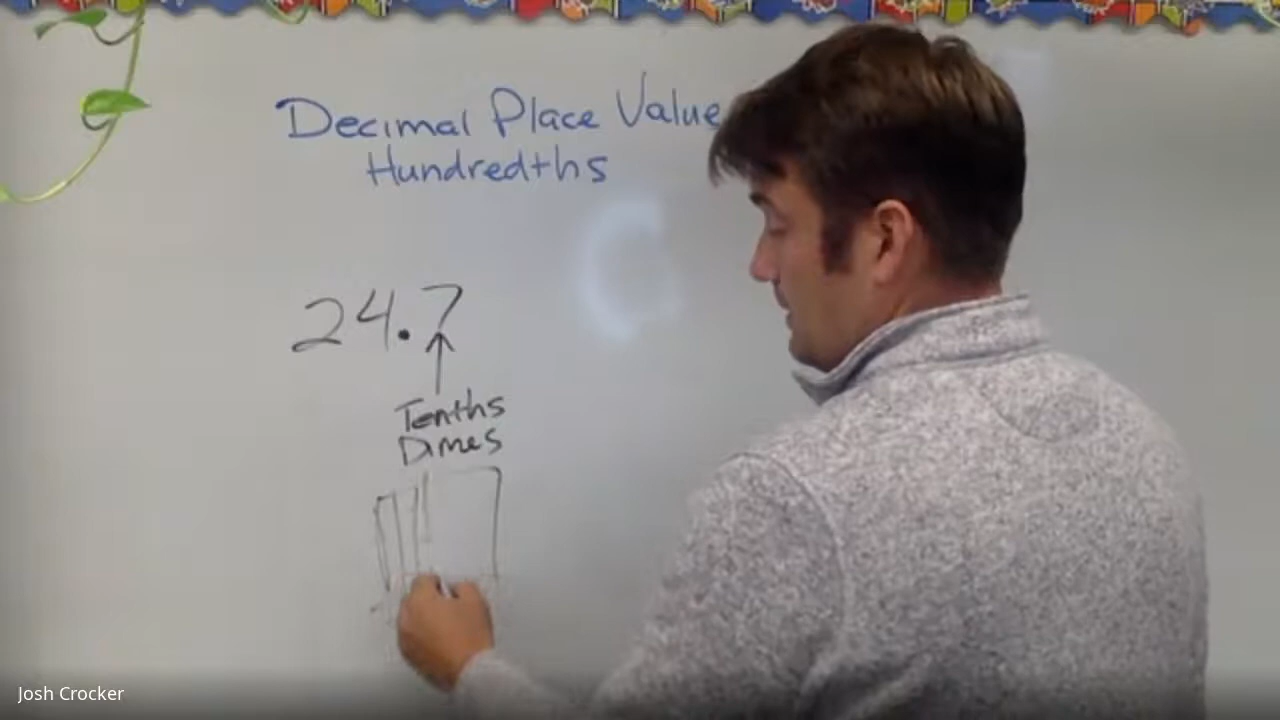 Decimal Place Value
Hundredths
24.7
Tenths
Dimes
Josh Crocker